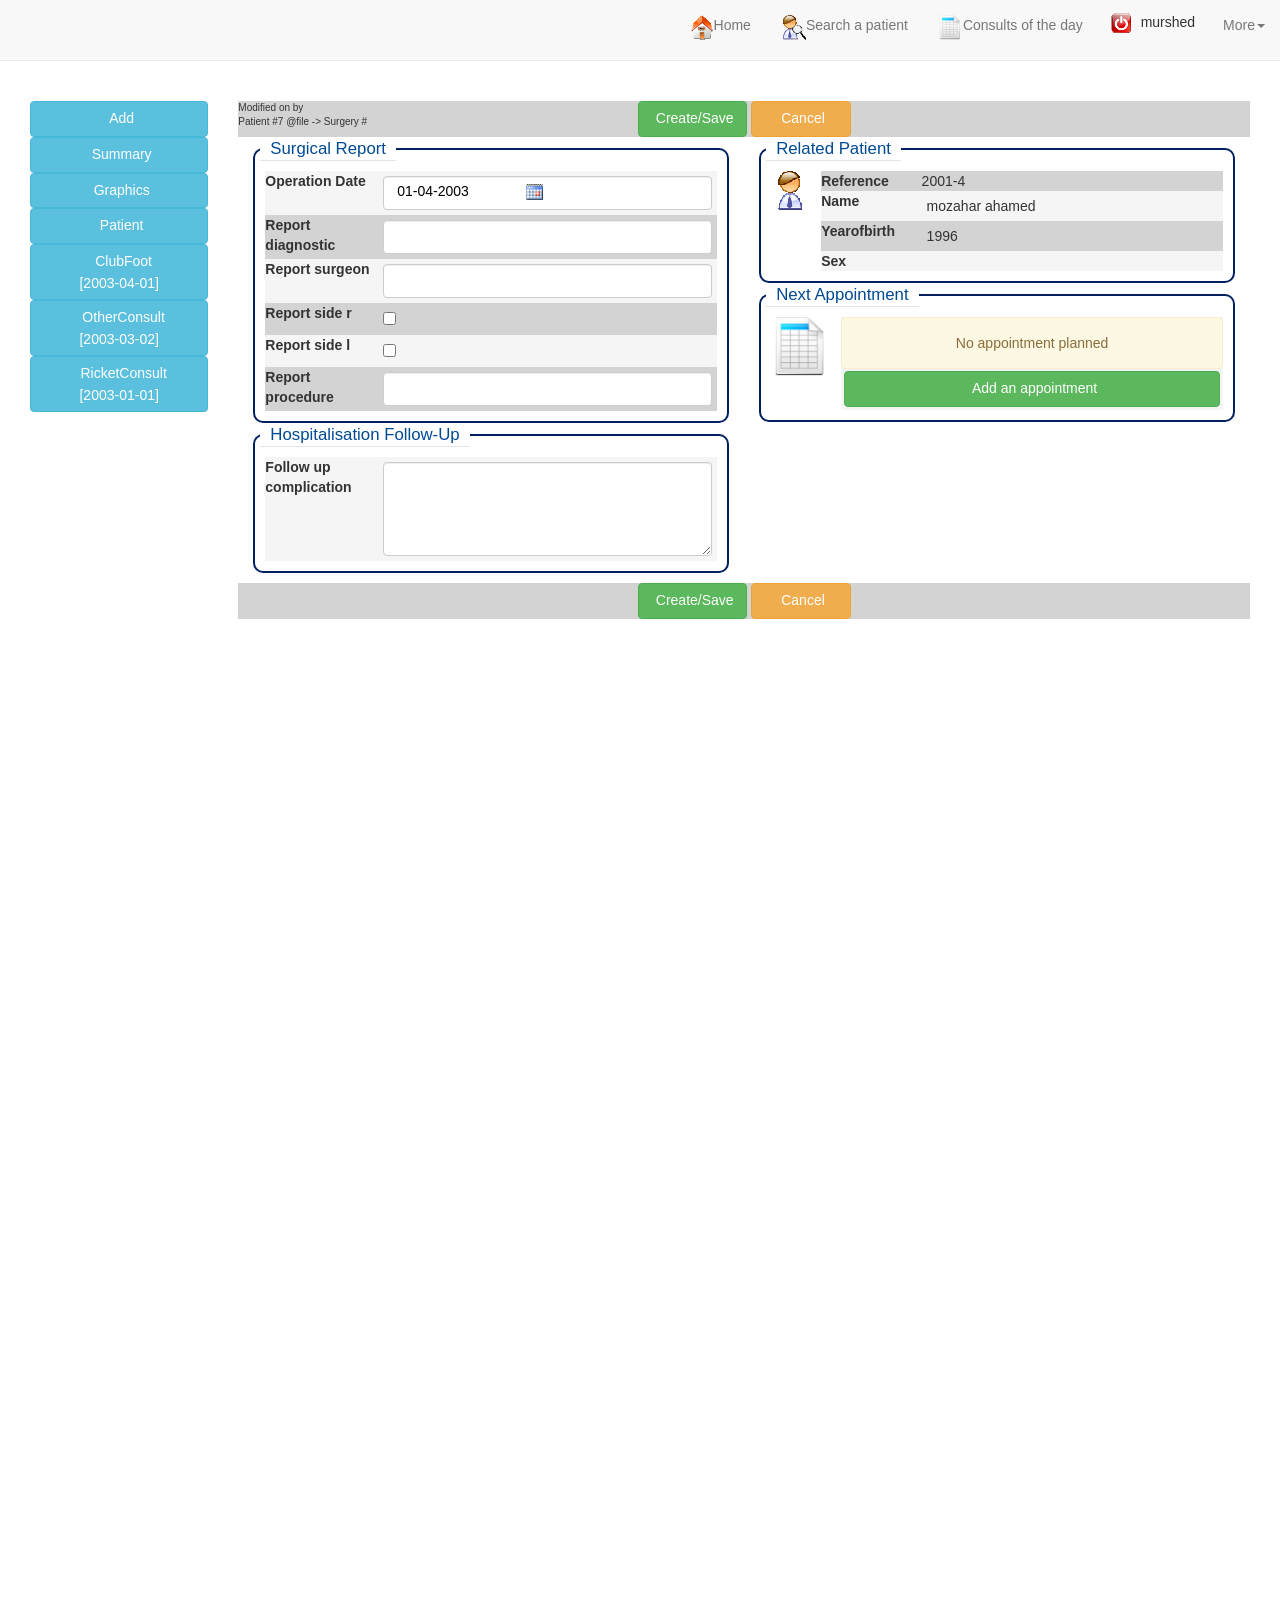 Home
Search a patient
Consults of the day
murshed
More
Add
Summary
Graphics
Patient
ClubFoot
[2003-04-01]
OtherConsult
[2003-03-02]
RicketConsult
[2003-01-01]
Modified on by
Patient #7 @file -> Surgery #
Create/Save
Cancel
Surgical Report
Operation Date
01-04-2003
Report
diagnostic
Report surgeon
Report side r
Report side l
Report
procedure
Hospitalisation Follow-Up
Follow up
complication
Related Patient
Reference 2001-4
Name mozahar ahamed
Yearofbirth 1996
Sex
Next Appointment
No appointment planned
Add an appointment
Create/Save
Cancel